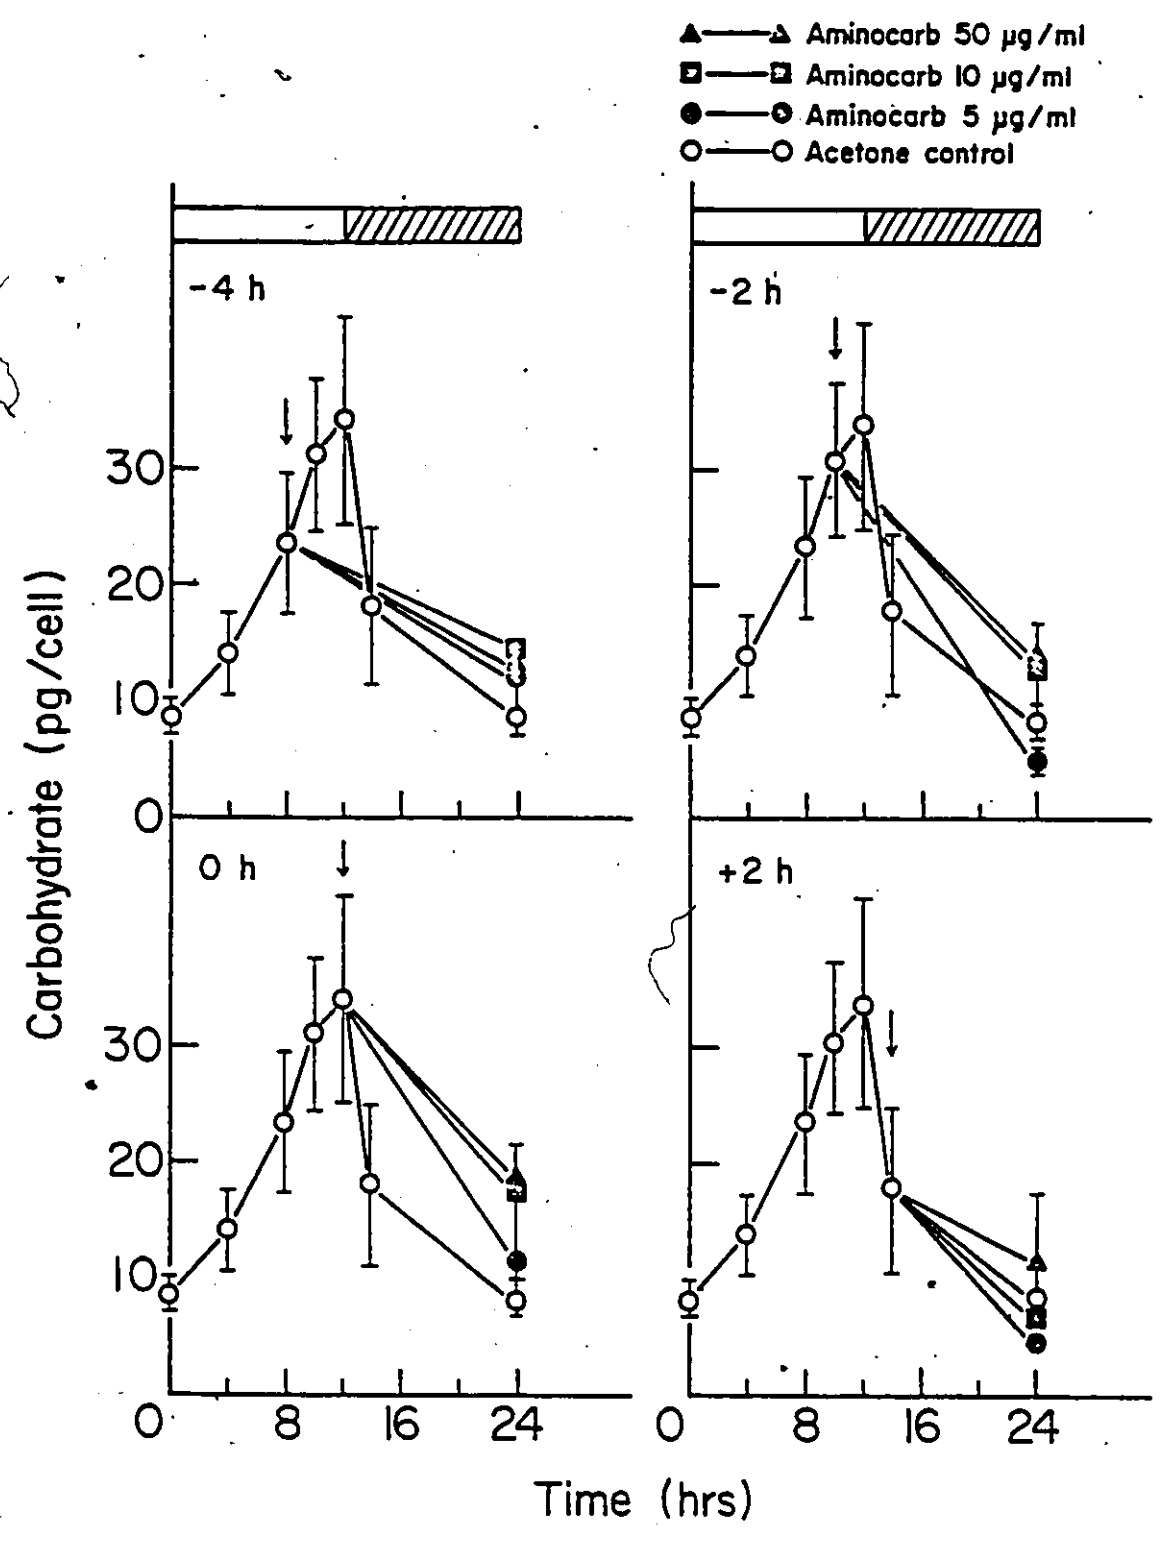 Aminocarb 50 µg/ml
Aminocarb 10 µg/ml
Aminocarb 5 µg/ml
Acetone control
-4 h
-2 h
30
20
10
0
0 h
+2 h
30
20
10
0 8 16 24
0 8 16 24
Carbohydrate (pg/cell)
Time (hrs)